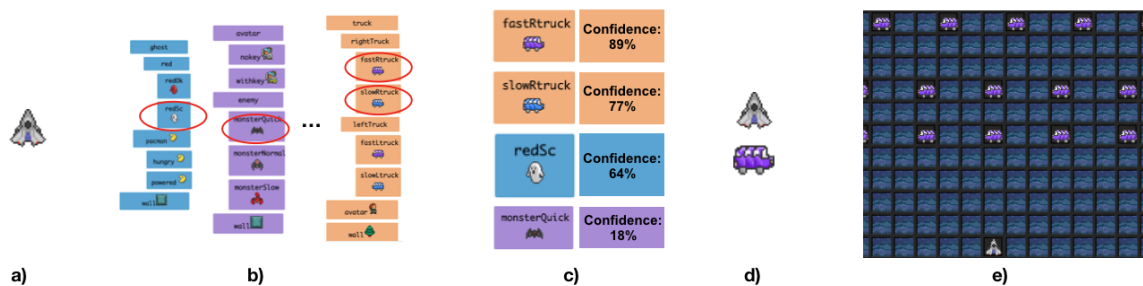 ghost
red
redOk
redSc
pacman
hungry
powered
wall
avatar
nokey
withkey
enemy
monsterQuick
monsterNormal
monsterSlow
wall
...
truck
rightTruck
fastRtruck
slowRtruck
leftTruck
fastLtruck
slowLtruck
avatar
wall
fastRtruck
Confidence:
89%
slowRtruck
Confidence:
77%
redSc
Confidence:
64%
monsterQuick
Confidence:
18%
a)
b)
c)
d)
e)